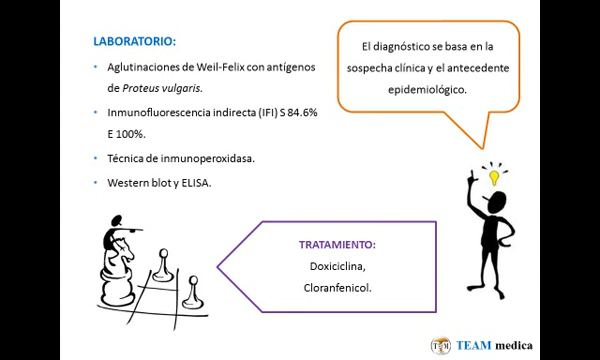 LABORATORIO:
• Aglutinaciones de Weil-Felix con antígenos
de Proteus vulgaris.
• Inmunofluorescencia indirecta (IFI) S 84.6%
E 100%.
• Técnica de inmunoperoxidasa.
• Western blot y ELISA.
El diagnóstico se basa en la
sospecha clínica y el antecedente
epidemiológico.
TRATAMIENTO:
Doxiciclina,
Cloranfenicol.
TEAM medica